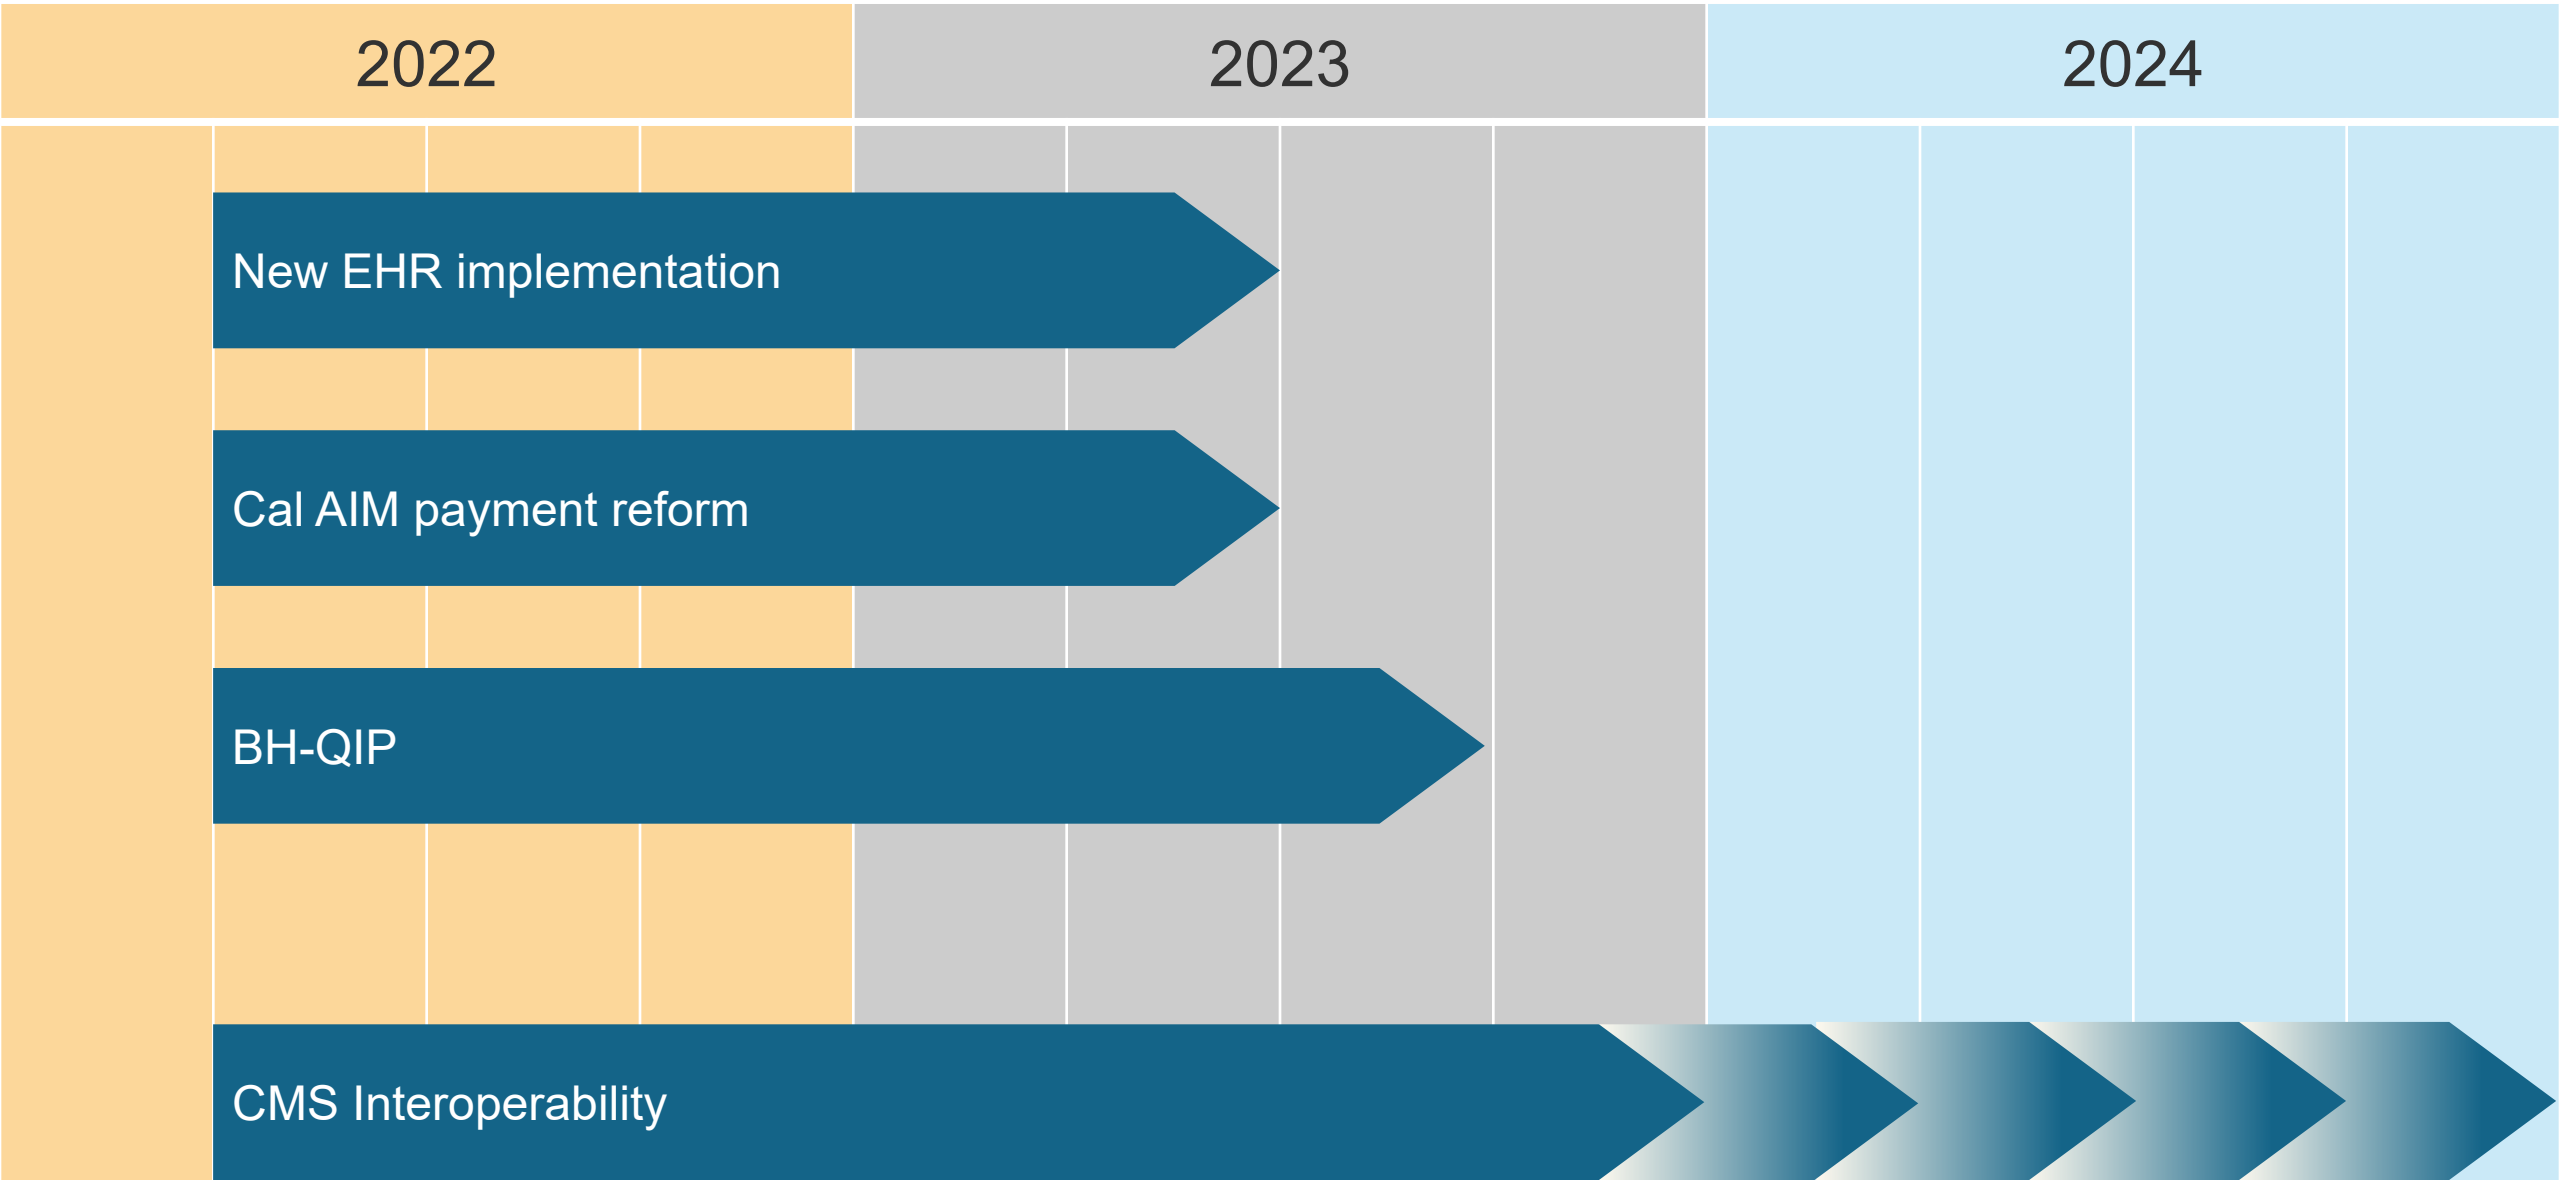 2022 2023 2024
New EHR implementation
Cal AIM payment reform
BH-QIP
CMS Interoperability